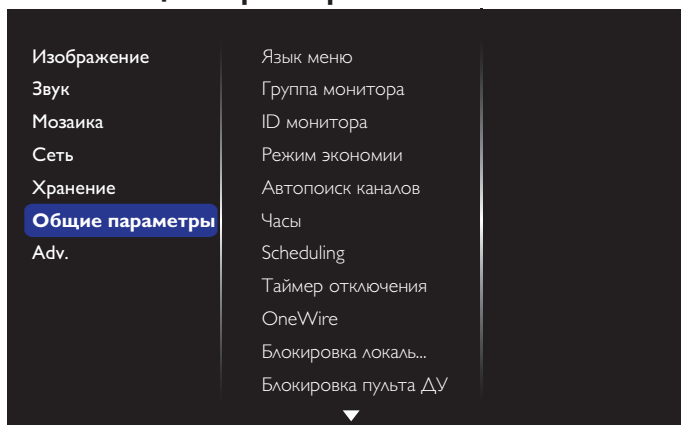 Изображение
Звук
Мозаика
Сеть
Хранение
Общие параметры
Adv.
Язык меню
Группа монитора
ID монитора
Режим экономии
Автопоиск каналов
Часы
Scheduling
Таймер отключения
OneWire
Блокировка локаль...
Блокировка пульта ДУ